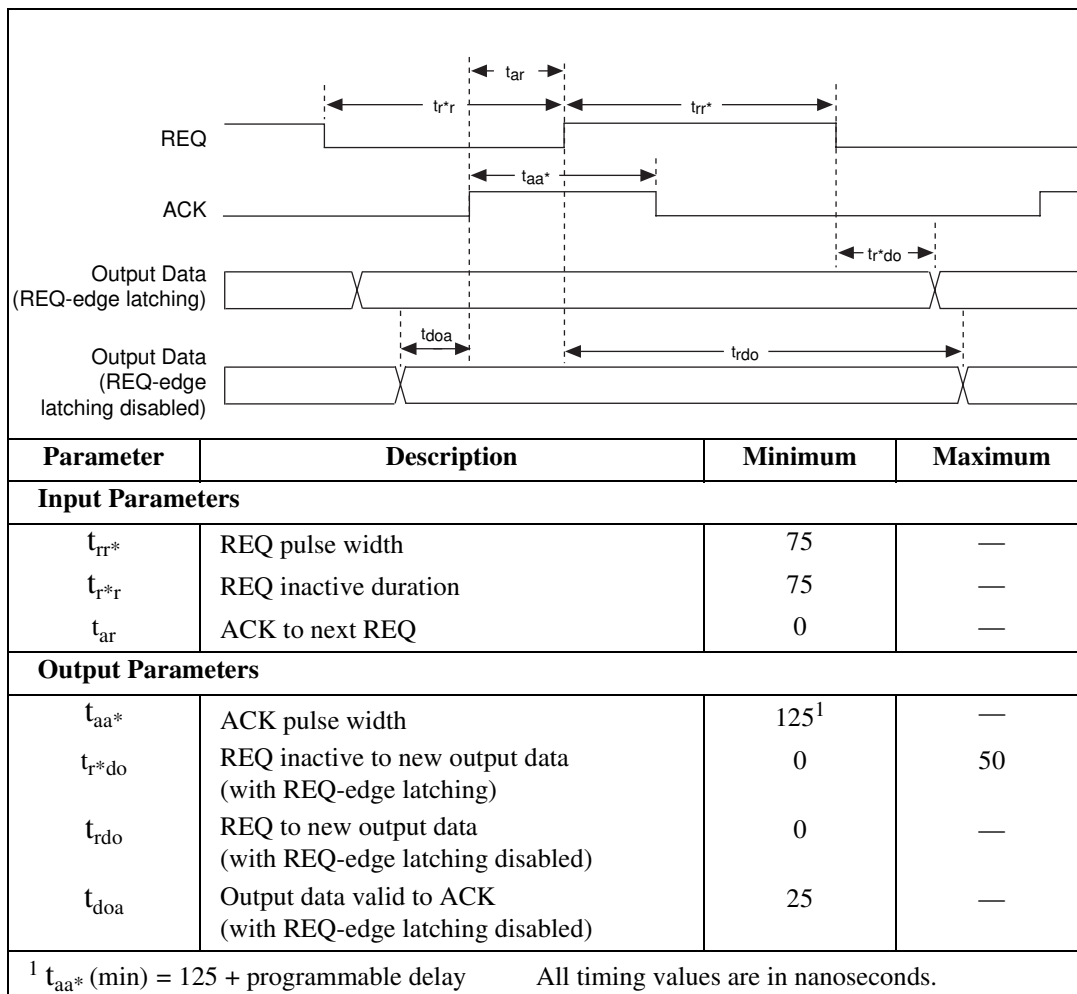 tar
tr*r
trr*
REQ
taa*
ACK
tr*do
Output Data
(REQ-edge latching)
tdoa
trdo
Output Data
(REQ-edge
latching disabled)
Parameter Description Minimum Maximum
Input Parameters
trr* REQ pulse width 75 —
tr*r REQ inactive duration 75 —
tar ACK to next REQ 0 —
Output Parameters
taa* ACK pulse width 125¹ —
tr*do REQ inactive to new output data 0 50
(with REQ-edge latching)
trdo REQ to new output data 0 —
(with REQ-edge latching disabled)
tdoa Output data valid to ACK 25 —
(with REQ-edge latching disabled)
¹ taa* (min) = 125 + programmable delay All timing values are in nanoseconds.